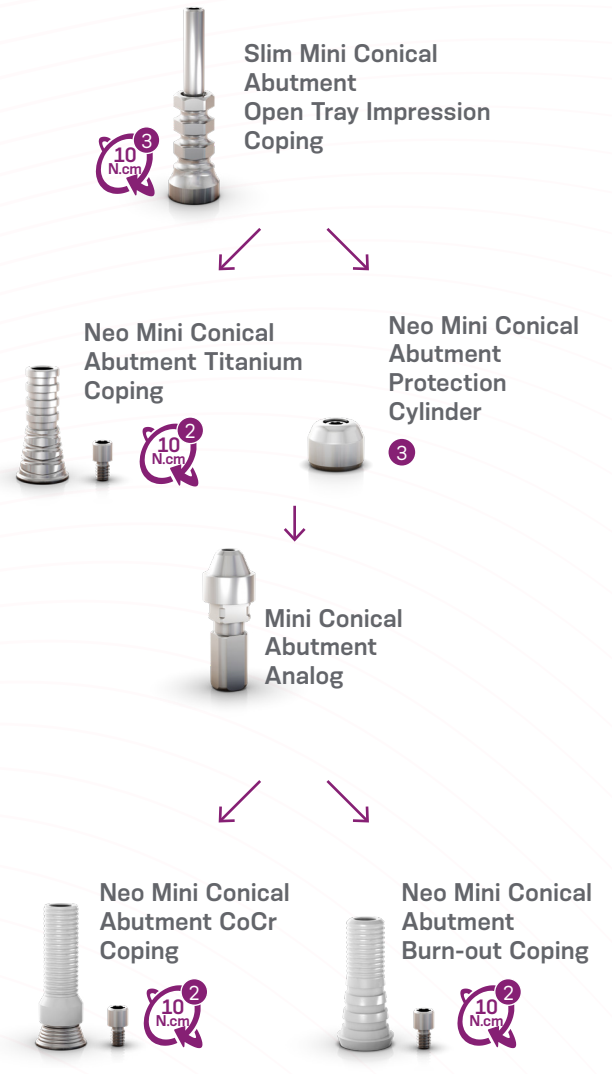 Slim Mini Conical
Abutment
Open Tray Impression
Coping
3
10
N.cm
Neo Mini Conical
Abutment Titanium
Coping
2
10
N.cm
Neo Mini Conical
Abutment
Protection
Cylinder
3
Mini Conical
Abutment
Analog
Neo Mini Conical
Abutment CoCr
Coping
2
10
N.cm
Neo Mini Conical
Abutment
Burn-out Coping
2
10
N.cm